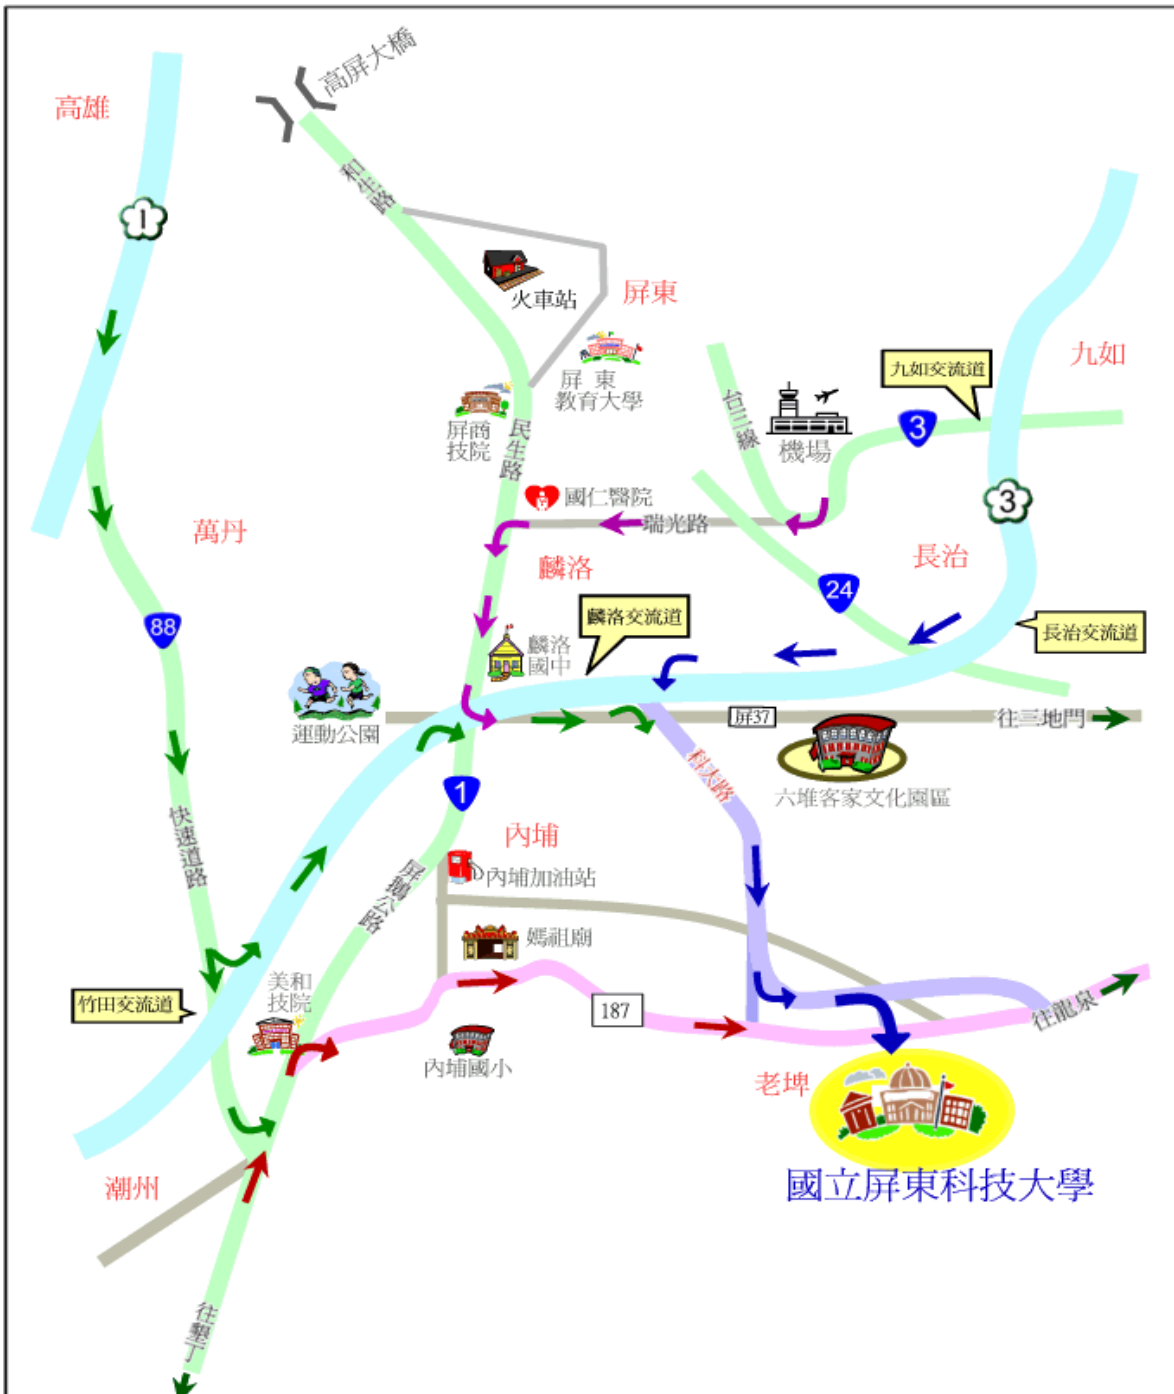 高屏大橋
高雄
和生路
1
火車站
屏東
九如
九如交流道
屏 東
教育大學
台三線
3
屏商
技院
民生路
機場
國仁醫院
3
瑞光路
萬丹
麟洛
長治
24
88
麟洛交流道
長治交流道
麟洛
國中
運動公園
屏37
往三地門
科大路
1
六堆客家文化園區
快速道路
內埔
屏鵝公路
內埔加油站
媽祖廟
美和
技院
竹田交流道
187
往龍泉
內埔國小
老埤
潮州
國立屏東科技大學
往墾丁